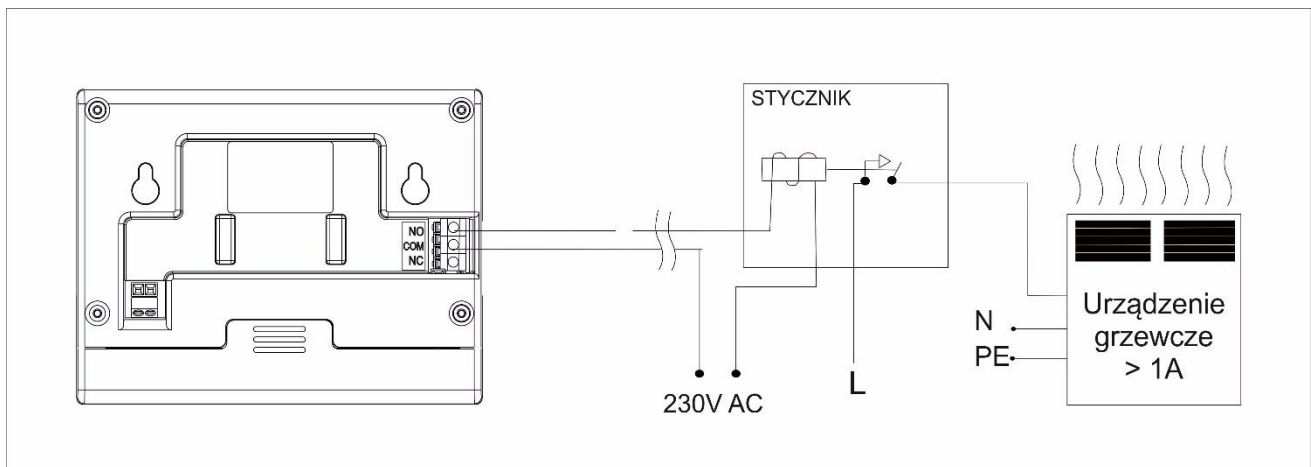 NO
COM
NC
STYCZNIK
230V AC
L
N
PE
Urządzenie
grzewcze
> 1A